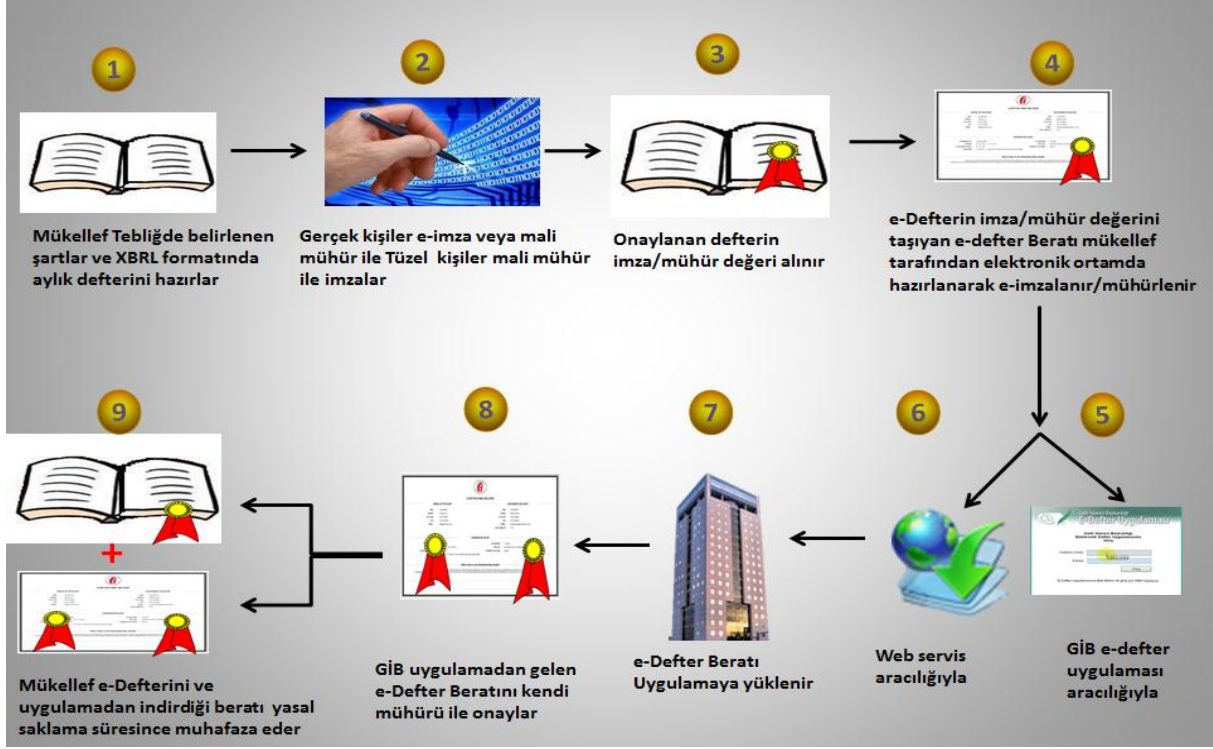 1
2
3
4
Mükellef Tebliğde belirlenen
şartlar ve XBRL formatında
aylık defterini hazırlar
Gerçek kişiler e-imza veya mali
mühür ile Tüzel kişiler mali mühür
ile imzalar
Onaylanan defterin
imza/mühür değeri alınır
e-Defterin imza/mühür değerini
taşıyan e-defter Beratı mükellef
tarafından elektronik ortamda
hazırlanarak e-imzalanır/mühürlenir
9
8
7
6
5
E-Defter Uygulaması
+
Mükellef e-Defterini ve
uygulamadan indirdiği beratı yasal
saklama süresince muhafaza eder
GİB uygulamadan gelen
e-Defter Beratını kendi
mühürü ile onaylar
e-Defter Beratı
Uygulamaya yüklenir
Web servis
aracılığıyla
GİB e-defter
uygulaması
aracılığıyla